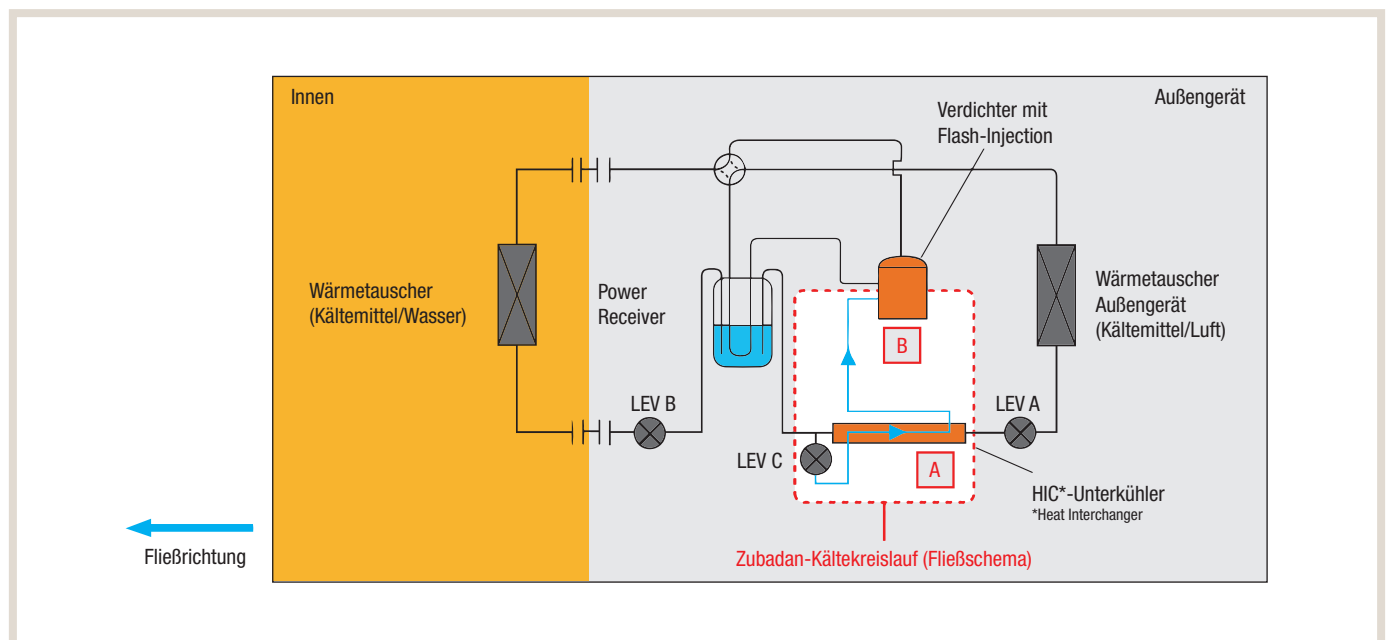 Innen
Außengerät
Verdichter mit
Flash-Injection
Wärmetauscher
(Kältemittel/Wasser)
Power
Receiver
Wärmetauscher
Außengerät
(Kältemittel/Luft)
B
LEV B
LEV A
LEV C
A
HIC*-Unterkühler
*Heat Interchanger
Fließrichtung
Zubadan-Kältekreislauf (Fließschema)